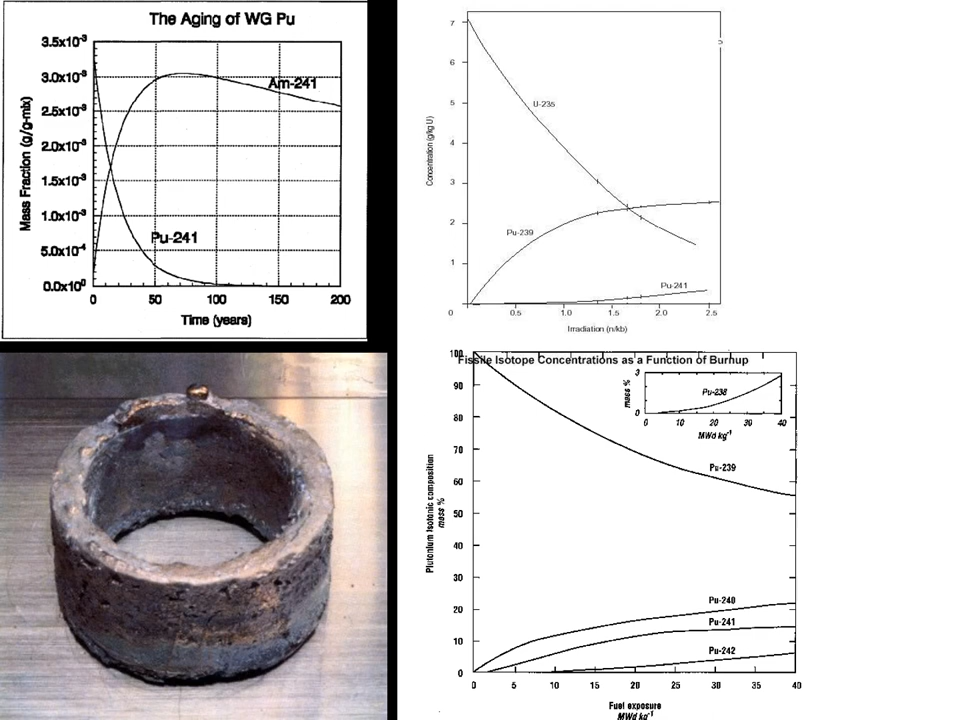 The Aging of WG Pu
3.5x10⁻³
3.0x10⁻³
2.5x10⁻³
2.0x10⁻³
1.5x10⁻³
1.0x10⁻³
5.0x10⁻⁴
0.0x10⁰
Mass Fraction (g/g-mix)
Am-241
Pu-241
0 50 100 150 200
Time (years)
7
6
5
4
3
2
1
0
Concentration (g/kg U)
U-235
Pu-239
Pu-241
0.5 1.0 1.5 2.0 2.5
Irradiation (n/kb)
Fissile Isotope Concentrations as a Function of Burnup
100
90
80
70
60
50
40
30
20
10
0
Plutonium isotonic composition
mass %
3
0
mass %
Pu-238
0 10 20 30 40
MWd kg⁻¹
Pu-239
Pu-240
Pu-241
Pu-242
0 5 10 15 20 25 30 35 40
Fuel exposure
MWd kg⁻¹